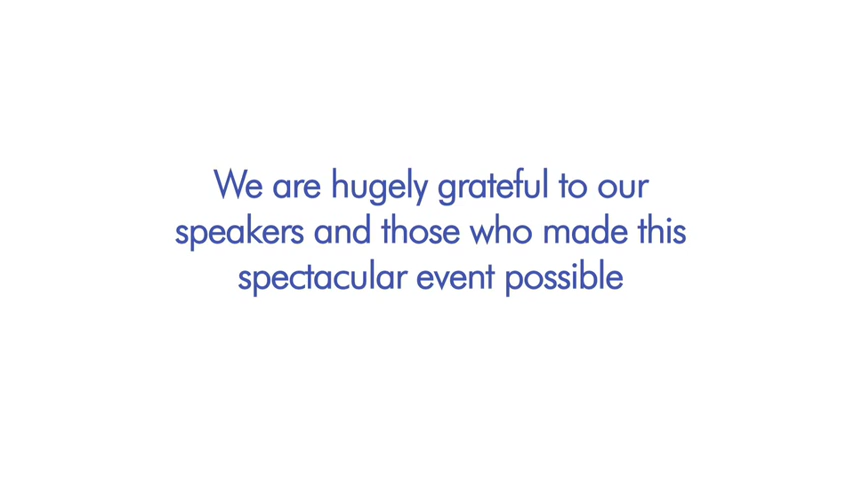 We are hugely grateful to our
speakers and those who made this
spectacular event possible